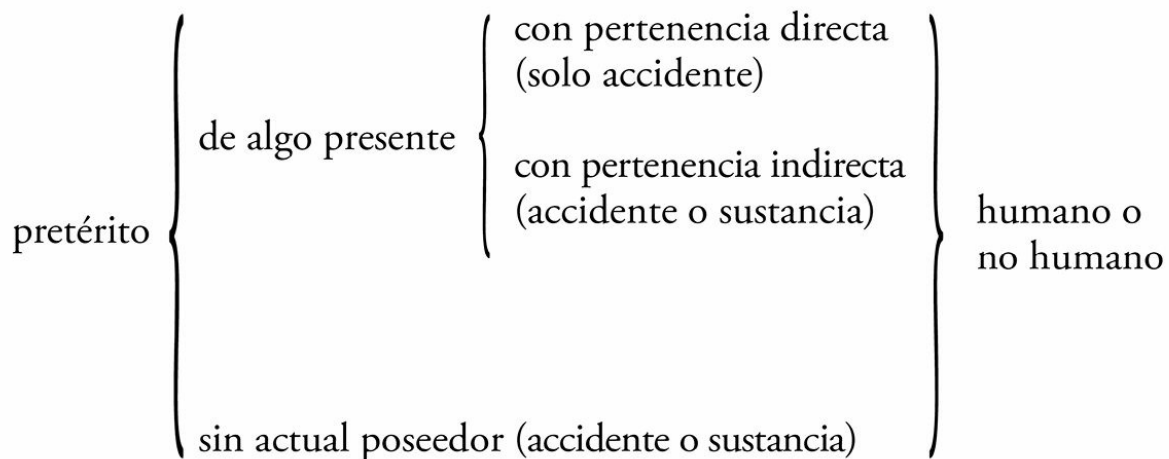 pretérito
de algo presente
con pertenencia directa
(solo accidente)
con pertenencia indirecta
(accidente o sustancia)
sin actual poseedor (accidente o sustancia)
humano o
no humano